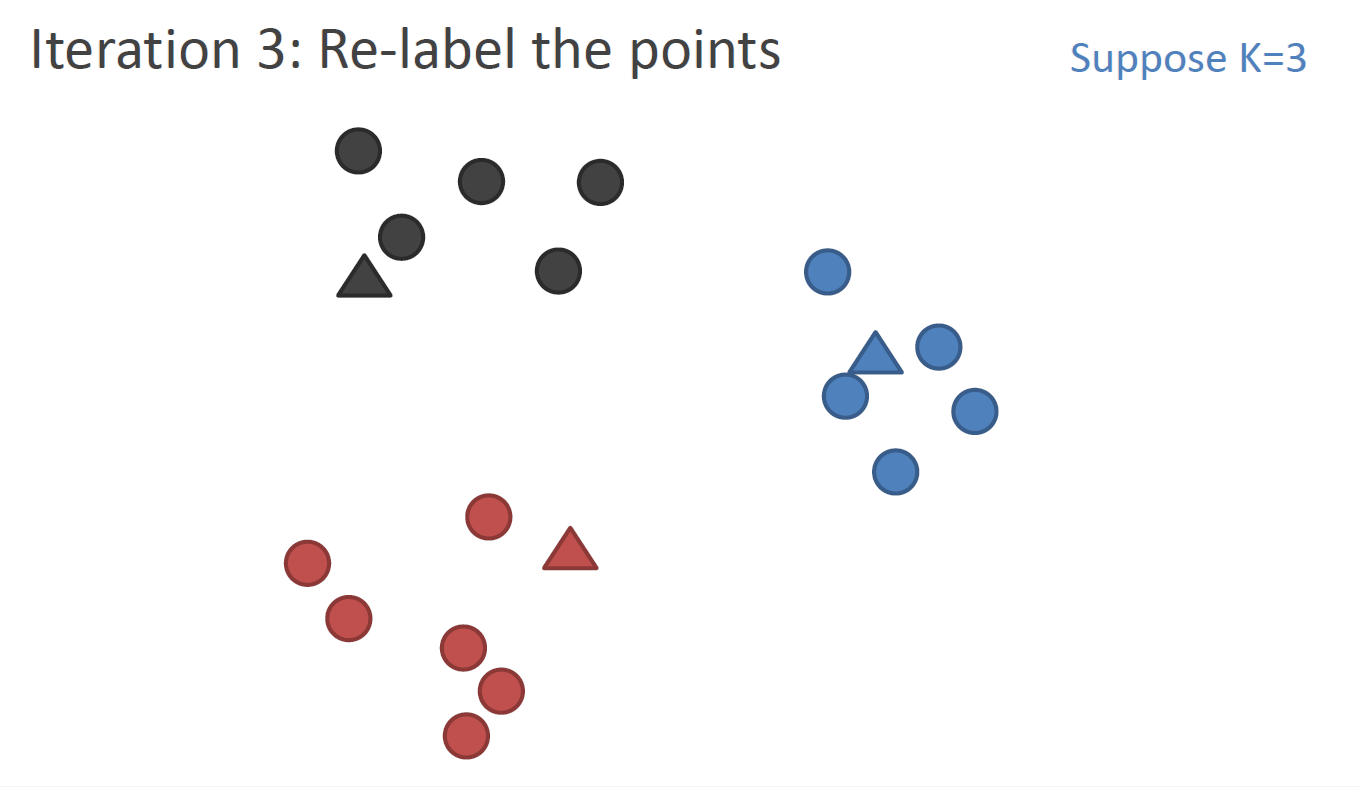 Iteration 3: Re-label the points
Suppose K=3